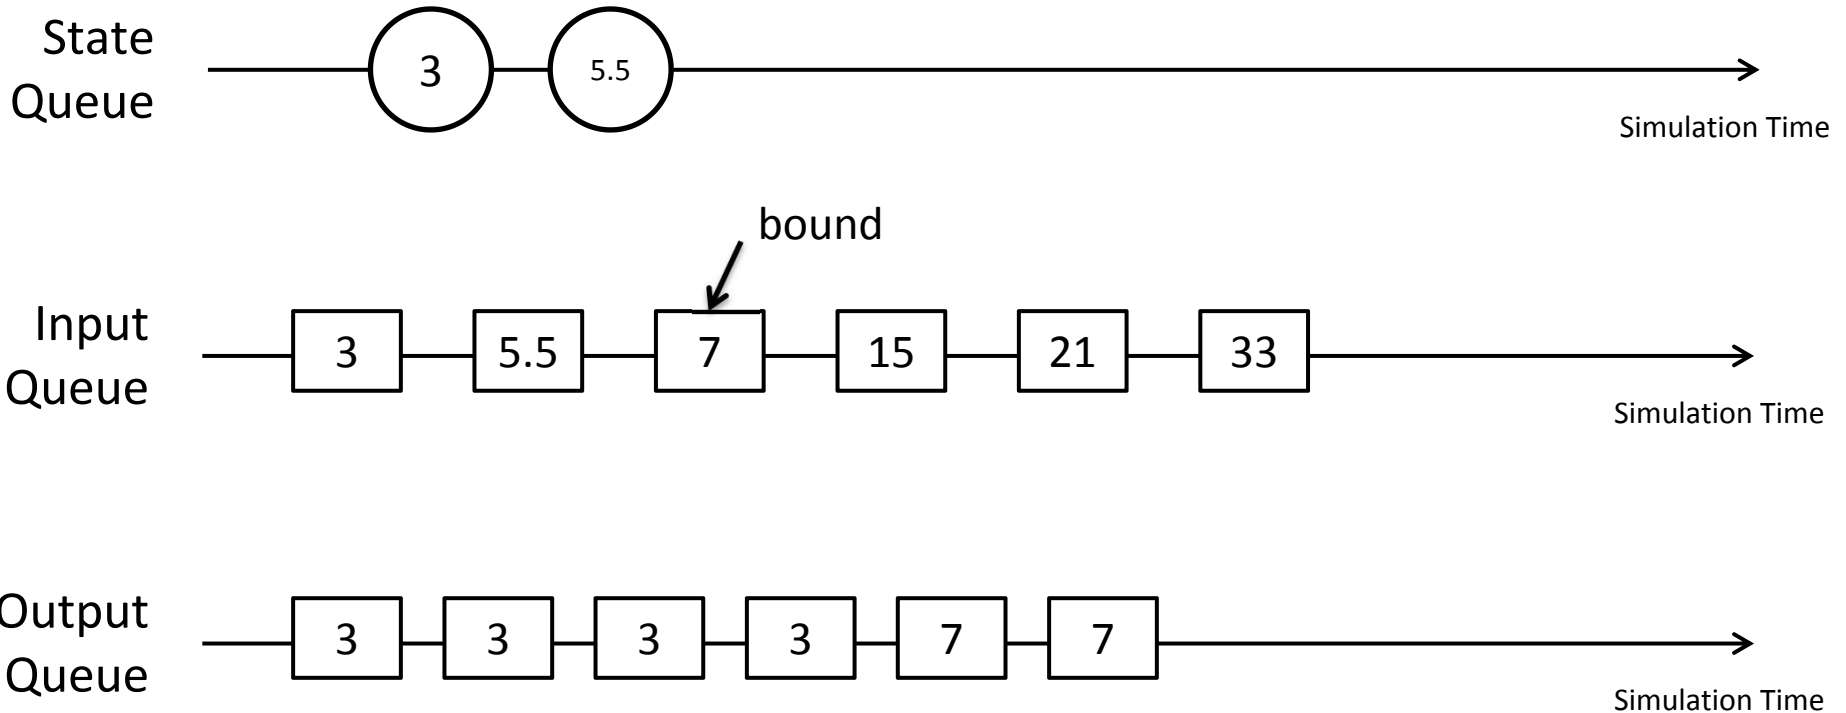 State
Queue
3
5.5
Simulation Time
bound
Input
Queue
3
5.5
7
15
21
33
Simulation Time
Output
Queue
3
3
3
3
7
7
Simulation Time